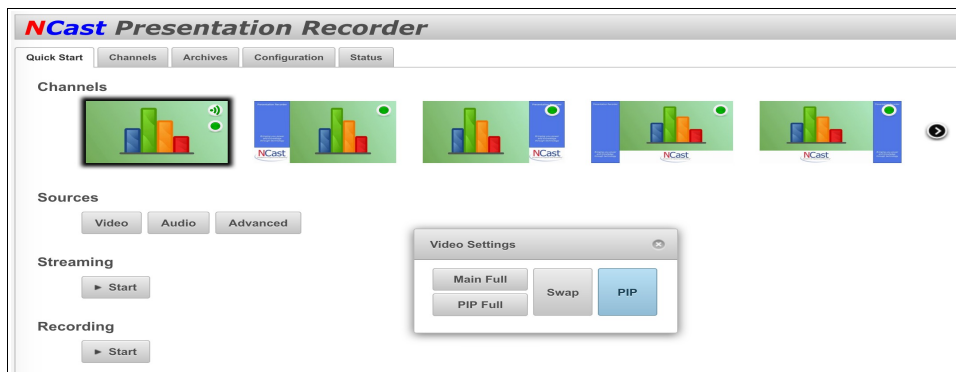 NCast Presentation Recorder
Quick Start Channels Archives Configuration Status
Channels
NCast NCast NCast NCast
Sources
Video Audio Advanced
Video Settings
Streaming
Main Full
Swap PIP
► Start
PIP Full
Recording
► Start